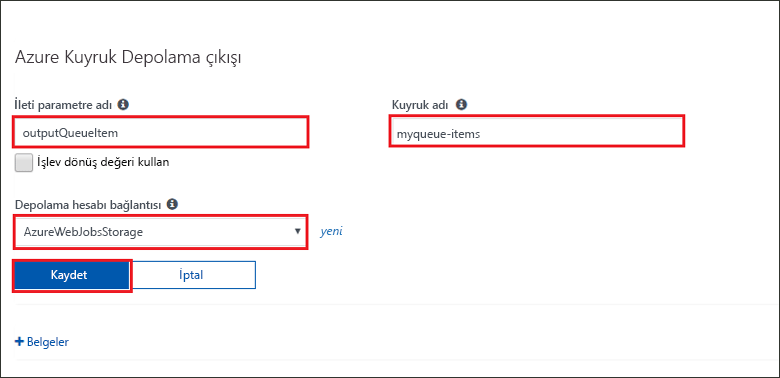 Azure Kuyruk Depolama çıkışı
İleti parametre adı
Kuyruk adı
outputQueueItem
myqueue-items
İşlev dönüş değeri kullan
Depolama hesabı bağlantısı
AzureWebJobsStorage
yeni
Kaydet
İptal
+ Belgeler